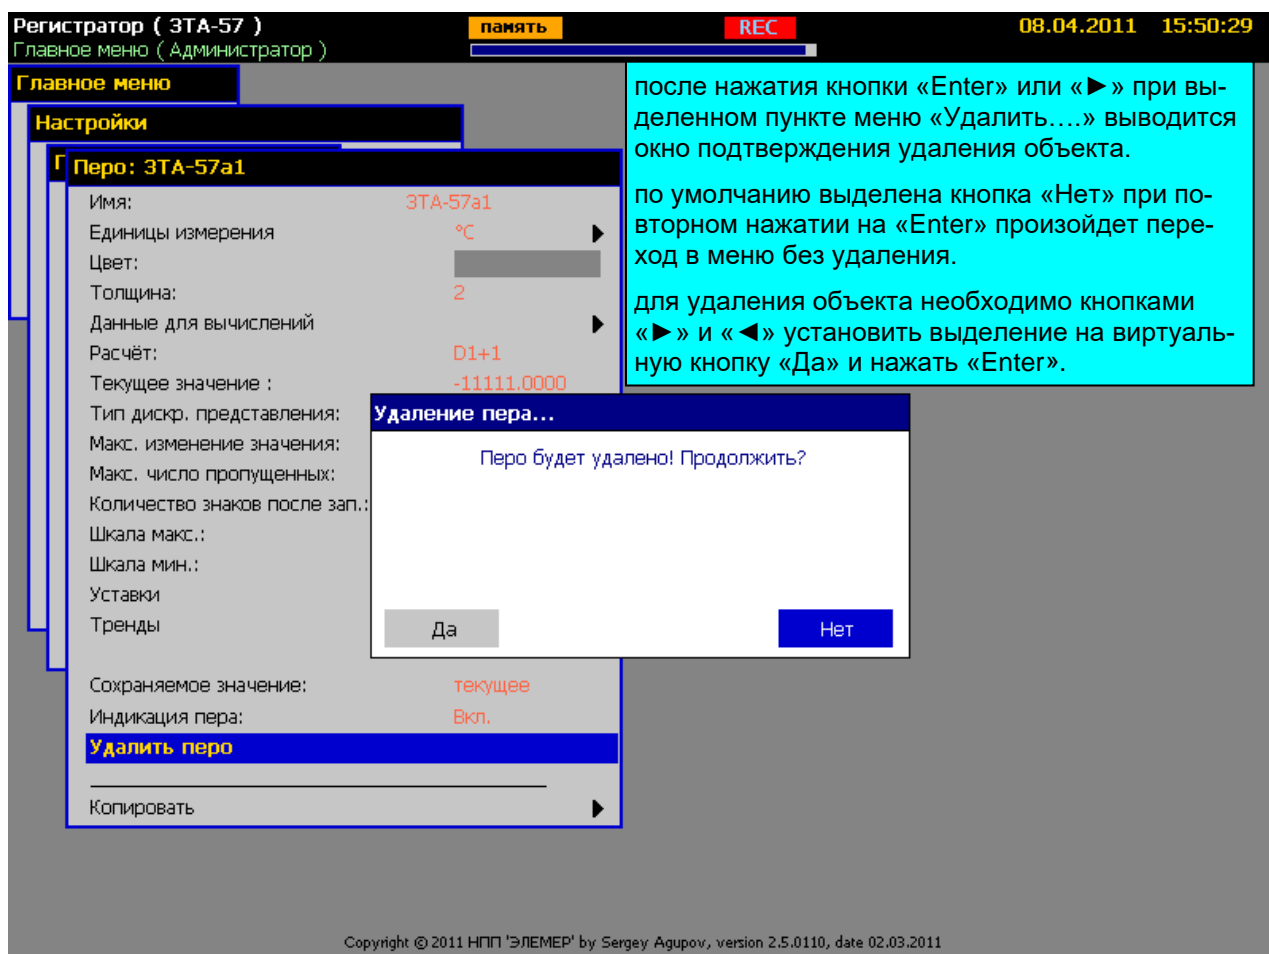 Регистратор ( ЗТА-57 )
память
REC
08.04.2011 15:50:29
Главное меню ( Администратор )
Главное меню
Настройки
Г
Перо: ЗТА-57а1
Имя: ЗТА-57а1
Единицы измерения °C ▶
Цвет:
Толщина: 2
Данные для вычислений ▶
Расчёт: D1+1
Текущее значение : -11111.0000
Тип дискр. представления:
Макс. изменение значения:
Макс. число пропущенных:
Количество знаков после зап.:
Шкала макс.:
Шкала мин.:
Уставки
Тренды
Сохраняемое значение: текущее
Индикация пера: Вкл.
Удалить перо
Копировать ▶
после нажатия кнопки «Enter» или «►» при вы-
деленном пункте меню «Удалить….» выводится
окно подтверждения удаления объекта.
по умолчанию выделена кнопка «Нет» при по-
вторном нажатии на «Enter» произойдет пере-
ход в меню без удаления.
для удаления объекта необходимо кнопками
«►» и «◄» установить выделение на виртуаль-
ную кнопку «Да» и нажать «Enter».
Удаление пера...
Перо будет удалено! Продолжить?
Да
Нет
Copyright © 2011 НПП 'ЭЛЕМЕР' by Sergey Agupov, version 2.5.0110, date 02.03.2011